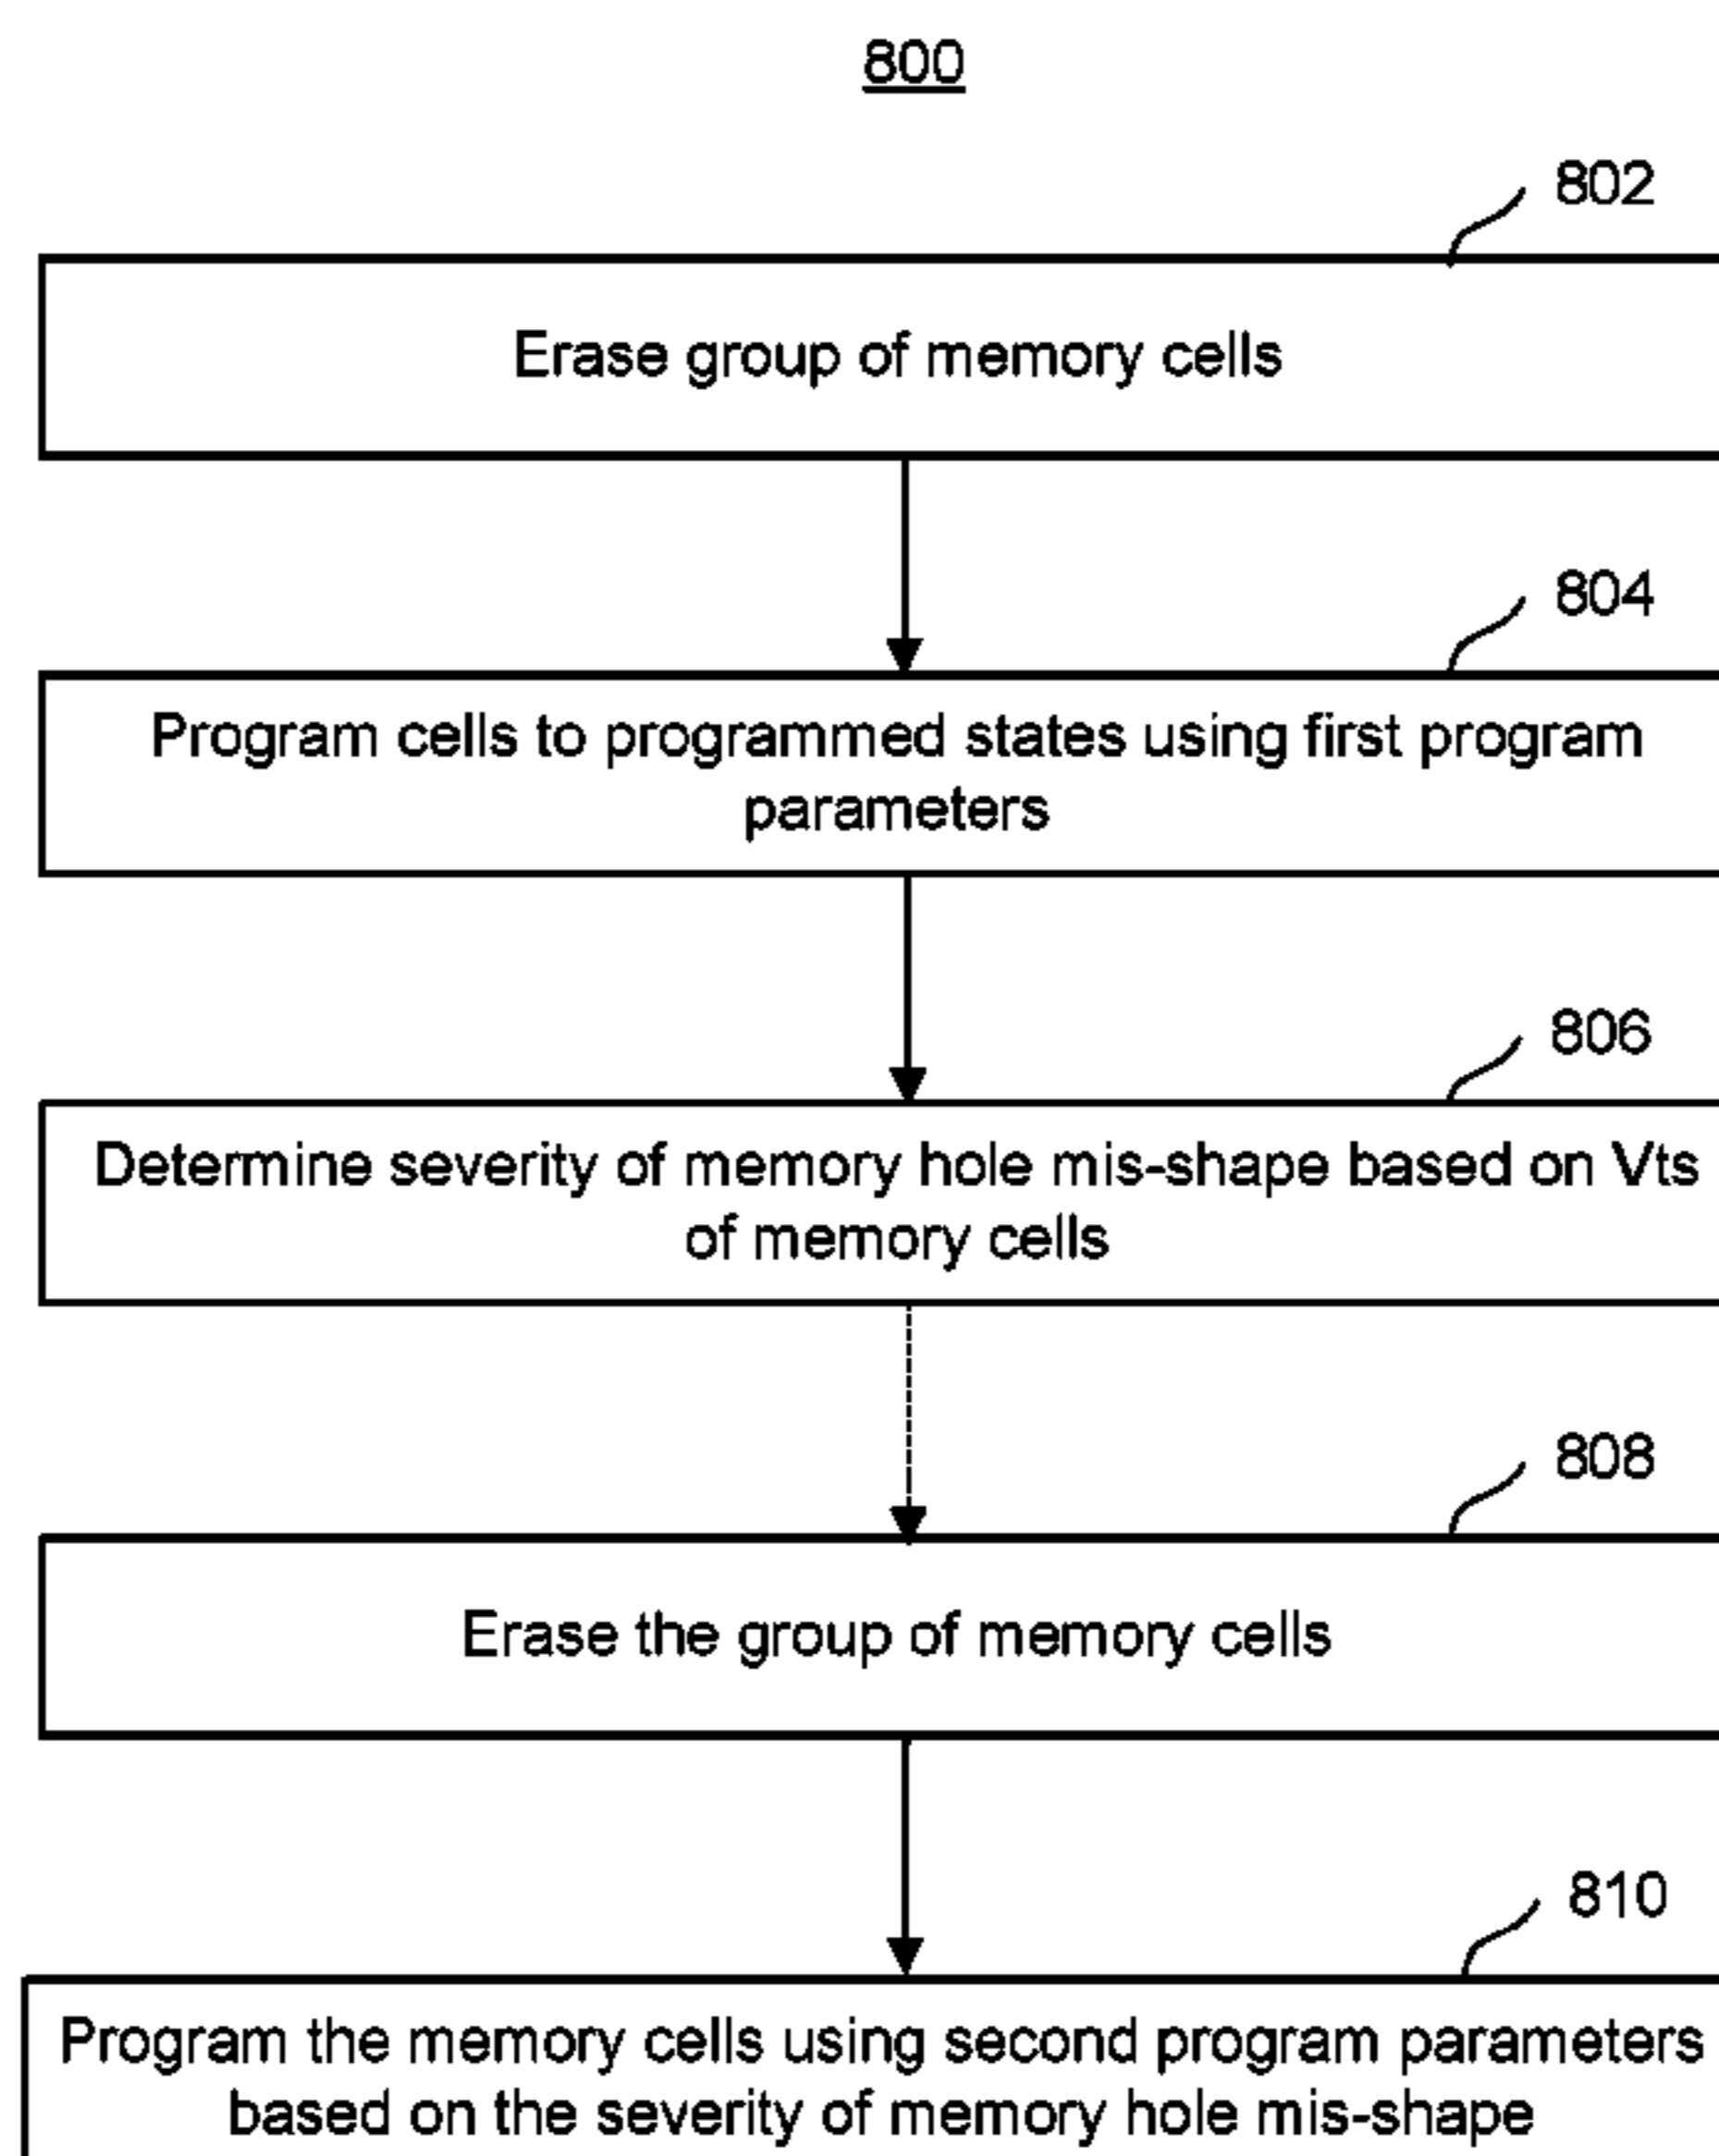 800
802
Erase group of memory cells
804
Program cells to programmed states using first program
parameters
806
Determine severity of memory hole mis-shape based on Vts
of memory cells
808
Erase the group of memory cells
810
Program the memory cells using second program parameters
based on the severity of memory hole mis-shape